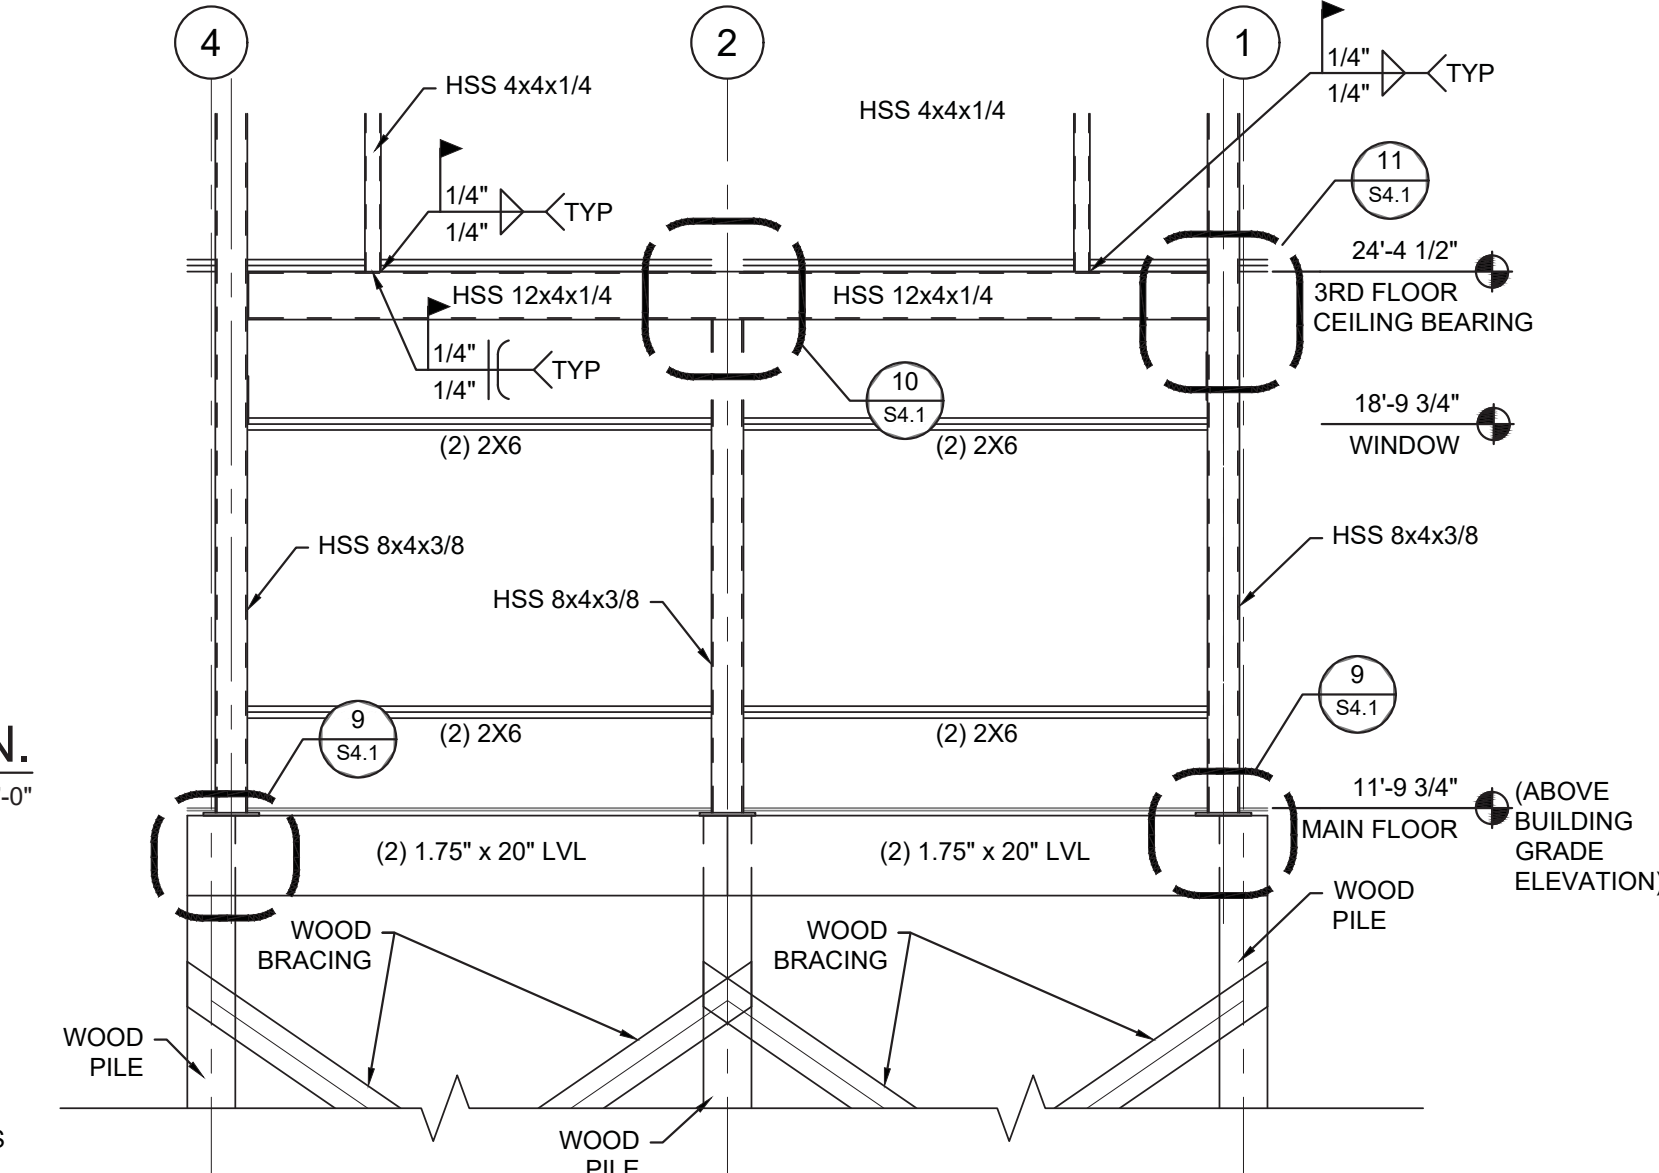 4
2
1
1/4"
1/4"
TYP
HSS 4x4x1/4
HSS 4x4x1/4
11
S4.1
1/4"
1/4"
TYP
24'-4 1/2"
3RD FLOOR
CEILING BEARING
HSS 12x4x1/4
HSS 12x4x1/4
1/4"
1/4"
TYP
10
S4.1
18'-9 3/4"
WINDOW
(2) 2X6
(2) 2X6
HSS 8x4x3/8
HSS 8x4x3/8
HSS 8x4x3/8
9
S4.1
9
S4.1
(2) 2X6
(2) 2X6
N.
'-0"
11'-9 3/4"
MAIN FLOOR
(ABOVE
BUILDING
GRADE
ELEVATION)
(2) 1.75" x 20" LVL
(2) 1.75" x 20" LVL
WOOD
PILE
WOOD
BRACING
WOOD
BRACING
WOOD
PILE
S
WOOD
PILE